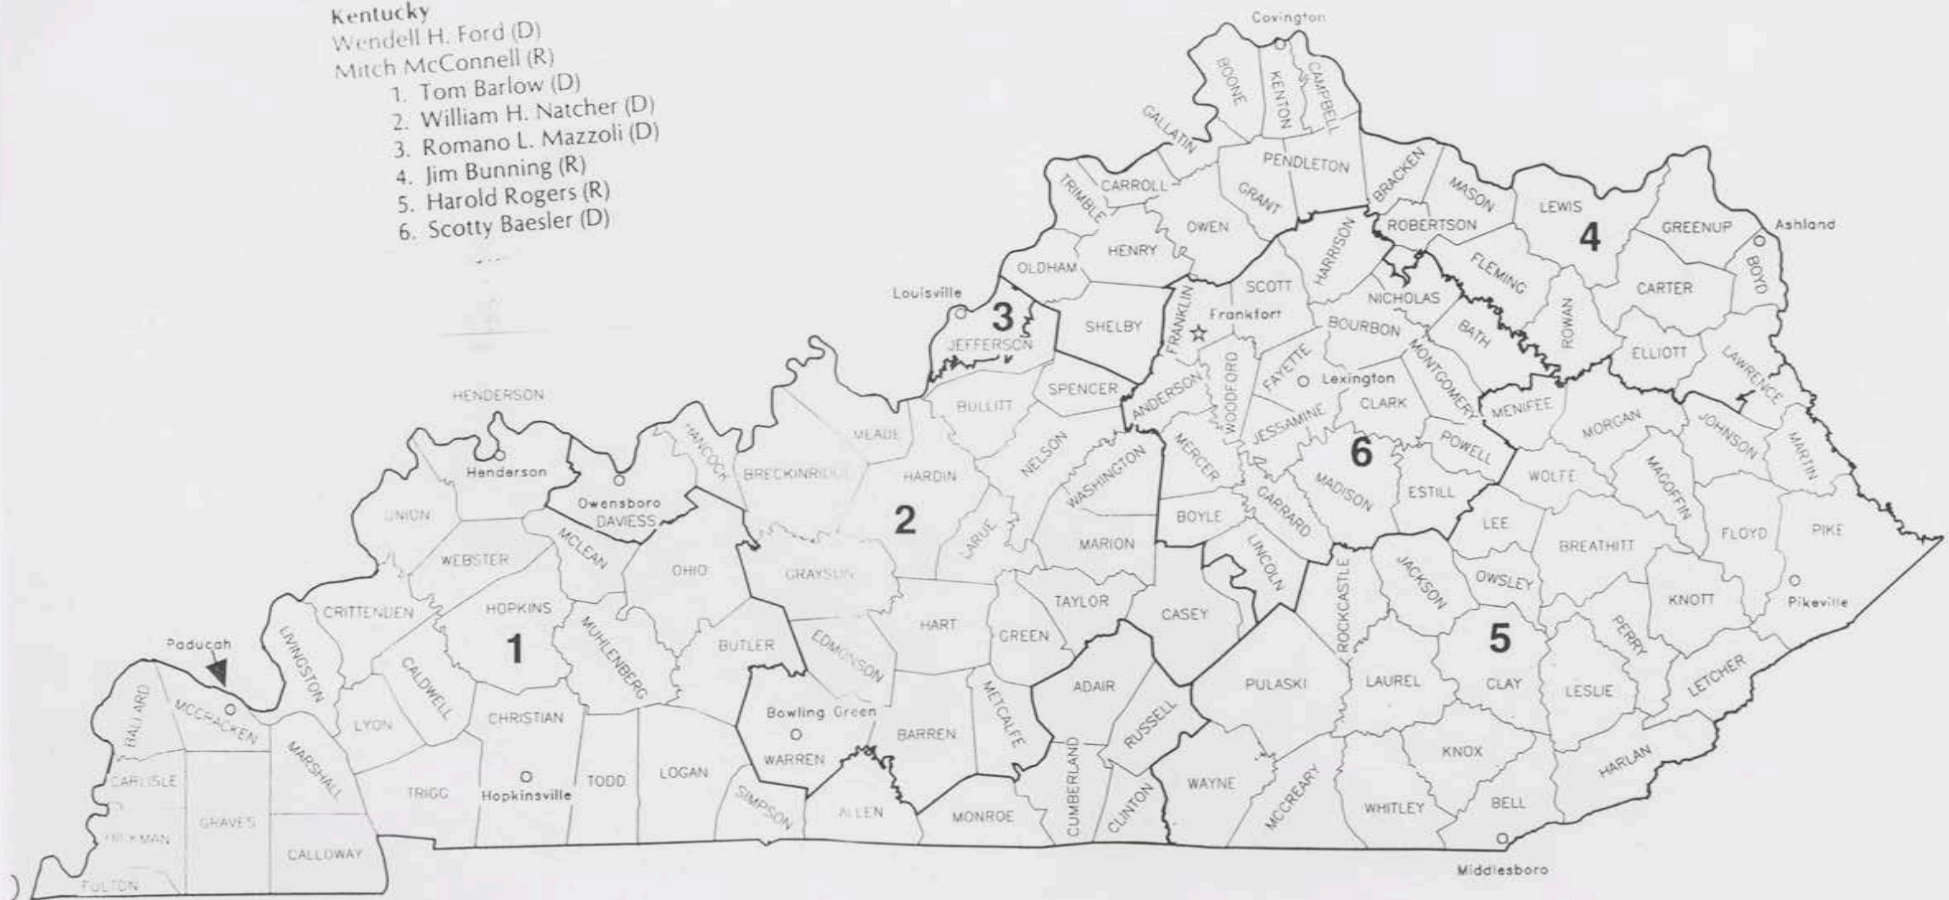 Kentucky
Wendell H. Ford (D)
Mitch McConnell (R)
1. Tom Barlow (D)
2. William H. Natcher (D)
3. Romano L. Mazzoli (D)
4. Jim Bunning (R)
5. Harold Rogers (R)
6. Scotty Baesler (D)
Covington
BOONE
KENTON
CAMPBELL
GALLATIN
PENDLETON
BRACKEN
MASON
TRIMBLE
CARROLL
GRANT
OWEN
ROBERTSON
LEWIS
4
GREENUP
Ashland
HENRY
HARRISON
FLEMING
BOYD
OLDHAM
SCOTT
NICHOLAS
CARTER
Louisville
3
JEFFERSON
SHELBY
FRANKLIN
Frankfort
BOURBON
BATH
ROWAN
ELLIOTT
LAWRENCE
HENDERSON
SPENCER
ANDERSON
WOODFORD
FAYETTE
Lexington
MONTGOMERY
CLARK
MENIFEE
MORGAN
JOHNSON
MARTIN
BULLITT
MEADE
HANCOCK
BRECKINRIDGE
HARDIN
NELSON
WASHINGTON
MERCER
JESSAMINE
6
POWELL
MADISON
ESTILL
WOLFE
MAGOFFIN
Henderson
Owensboro
DAVIESS
UNION
2
LARUE
MARION
BOYLE
GARRARD
LINCOLN
LEE
BREATHITT
FLOYD
PIKE
WEBSTER
MCLEAN
OHIO
GRAYSON
TAYLOR
CASEY
ROCKCASTLE
JACKSON
OWSLEY
KNOTT
Pikeville
CRITTENDEN
HOPKINS
1
MUHLENBERG
BUTLER
EDMONSON
HART
GREEN
5
PERRY
Paducah
LIVINGSTON
CALDWELL
ADAIR
PULASKI
LAUREL
CLAY
LESLIE
LETCHER
BALLARD
MCCRACKEN
LYON
CHRISTIAN
Bowling Green
WARREN
BARREN
METCALFE
RUSSELL
KNOX
HARLAN
CARLISLE
MARSHALL
TRIGG
Hopkinsville
TODD
LOGAN
SIMPSON
ALLEN
MONROE
CUMBERLAND
CLINTON
WAYNE
MCCREARY
WHITLEY
BELL
HICKMAN
GRAVES
CALLOWAY
FULTON
Middlesboro